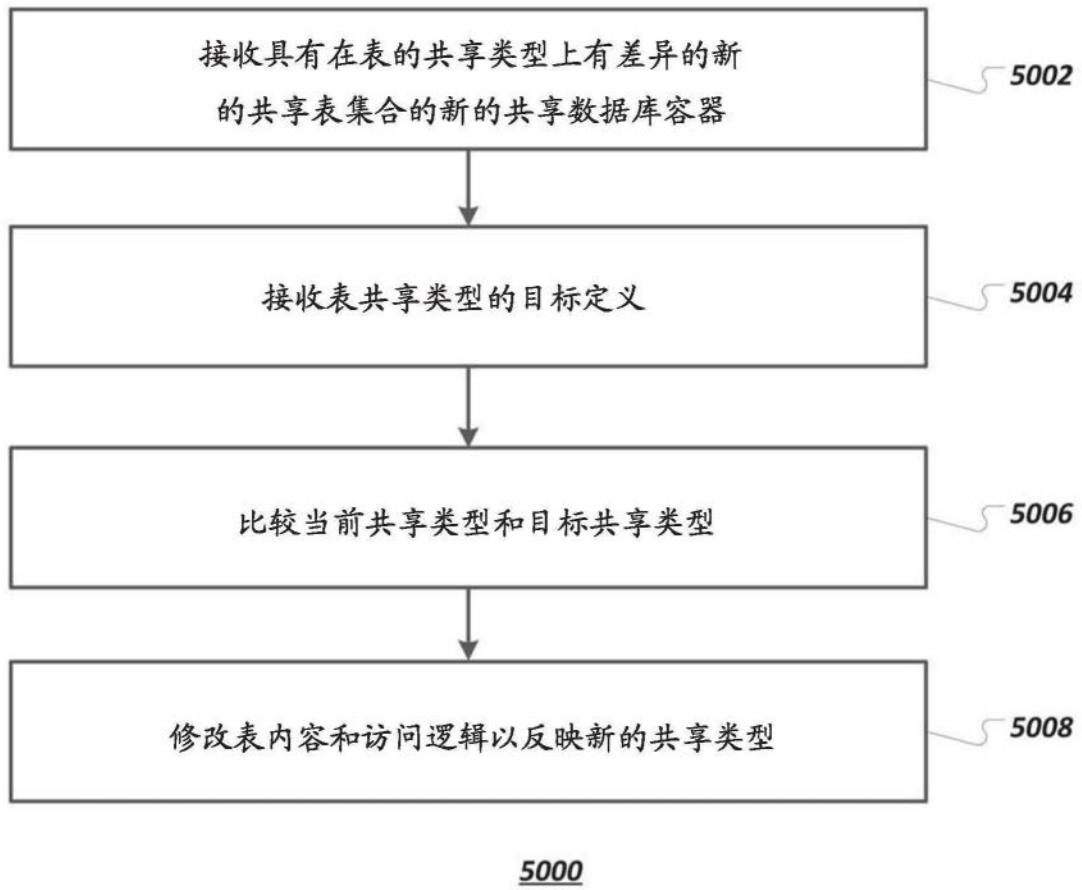 接收具有在表的共享类型上有差异的新
的共享表集合的新的共享数据库容器
5002
接收表共享类型的目标定义
5004
比较当前共享类型和目标共享类型
5006
修改表内容和访问逻辑以反映新的共享类型
5008
5000